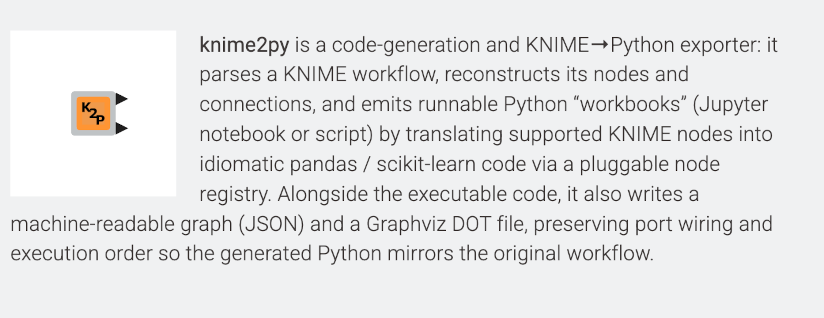 knime2py is a code-generation and KNIME→Python exporter: it
parses a KNIME workflow, reconstructs its nodes and
connections, and emits runnable Python “workbooks” (Jupyter
notebook or script) by translating supported KNIME nodes into
idiomatic pandas / scikit-learn code via a pluggable node
registry. Alongside the executable code, it also writes a
machine-readable graph (JSON) and a Graphviz DOT file, preserving port wiring and
execution order so the generated Python mirrors the original workflow.
K2P